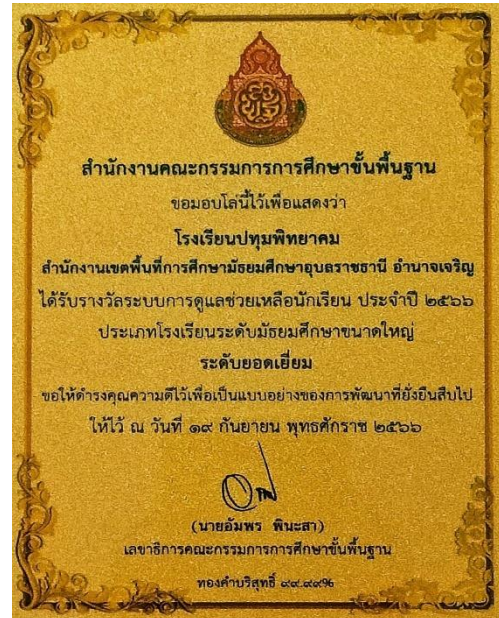 สำนักงานคณะกรรมการการศึกษาขั้นพื้นฐาน
ขอมอบโล่นี้ไว้เพื่อแสดงว่า
โรงเรียนปทุมพิทยาคม
สำนักงานเขตพื้นที่การศึกษามัธยมศึกษาอุบลราชธานี อำนาจเจริญ
ได้รับรางวัลระบบการดูแลช่วยเหลือนักเรียน ประจำปี ๒๕๖๖
ประเภทโรงเรียนระดับมัธยมศึกษาขนาดใหญ่
ระดับยอดเยี่ยม
ขอให้ดำรงคุณความดีไว้เพื่อเป็นแบบอย่างของการพัฒนาที่ยั่งยืนสืบไป
ให้ไว้ ณ วันที่ ๑๙ กันยายน พุทธศักราช ๒๕๖๖
(นายอัมพร พินะสา)
เลขาธิการคณะกรรมการการศึกษาขั้นพื้นฐาน
ทองคำบริสุทธิ์ ๙๙.๙๙%